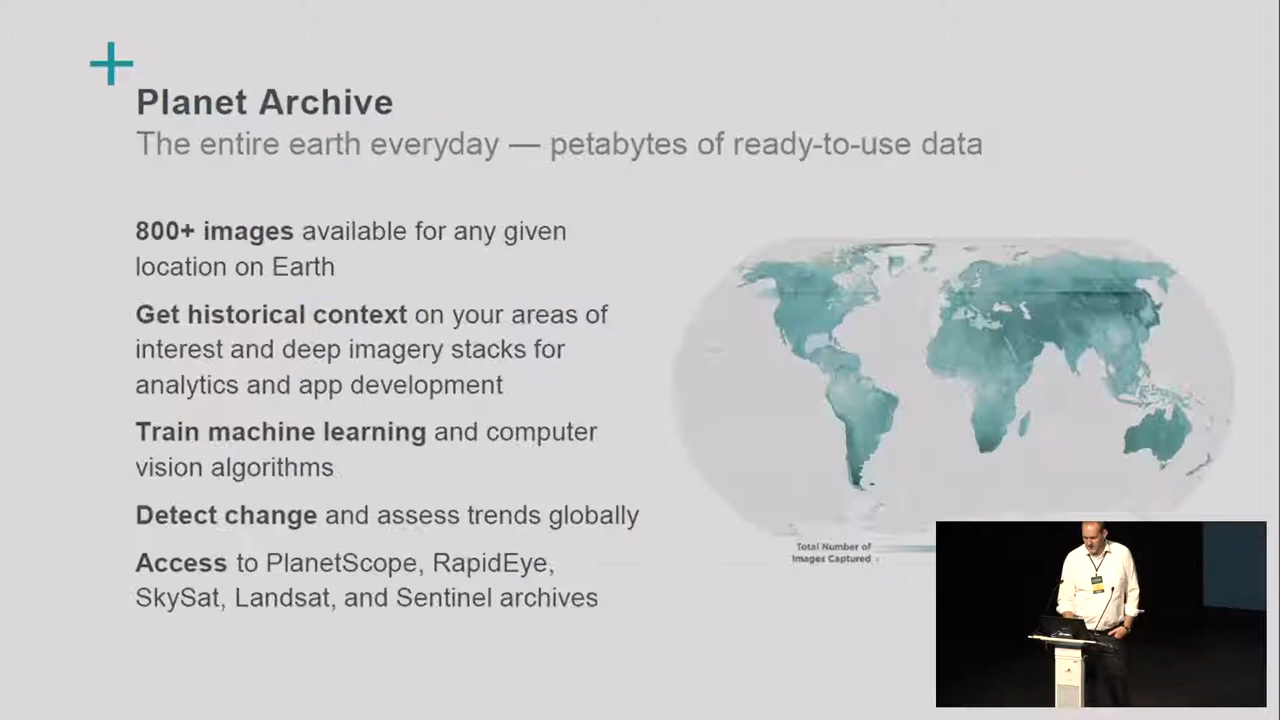 Planet Archive
The entire earth everyday — petabytes of ready-to-use data
800+ images available for any given
location on Earth
Get historical context on your areas of
interest and deep imagery stacks for
analytics and app development
Train machine learning and computer
vision algorithms
Detect change and assess trends globally
Access to PlanetScope, RapidEye,
SkySat, Landsat, and Sentinel archives
Total Number of
Images Captured